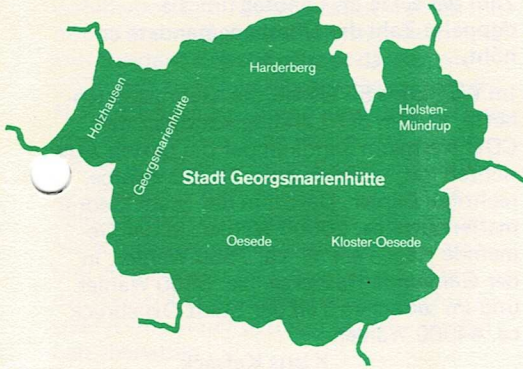 Harderberg
Holzhausen
Georgsmarienhütte
Holsten-
Mündrup
Stadt Georgsmarienhütte
Oesede
Kloster-Oesede